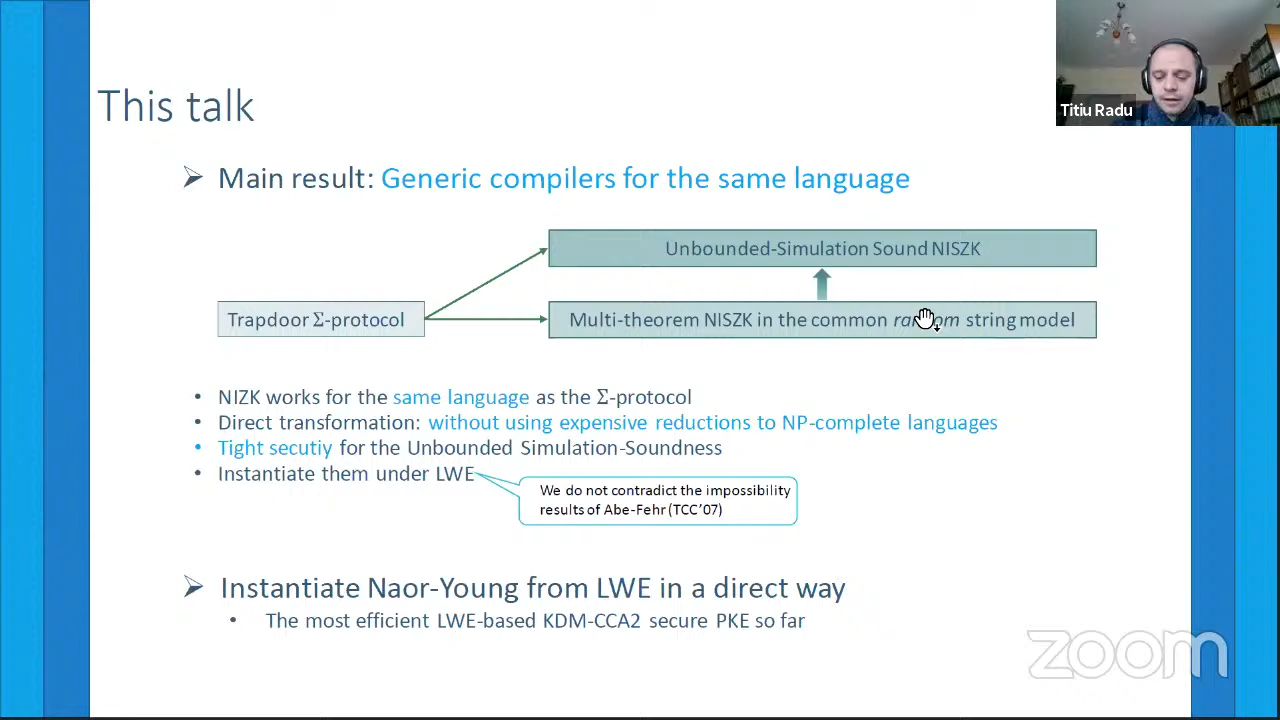 This talk
Titiu Radu
➢ Main result: Generic compilers for the same language
Unbounded-Simulation Sound NISZK
Trapdoor Σ-protocol
Multi-theorem NISZK in the common random string model
• NIZK works for the same language as the Σ-protocol
• Direct transformation: without using expensive reductions to NP-complete languages
• Tight secutiy for the Unbounded Simulation-Soundness
• Instantiate them under LWE
We do not contradict the impossibility
results of Abe-Fehr (TCC'07)
➢ Instantiate Naor-Young from LWE in a direct way
• The most efficient LWE-based KDM-CCA2 secure PKE so far
zoom